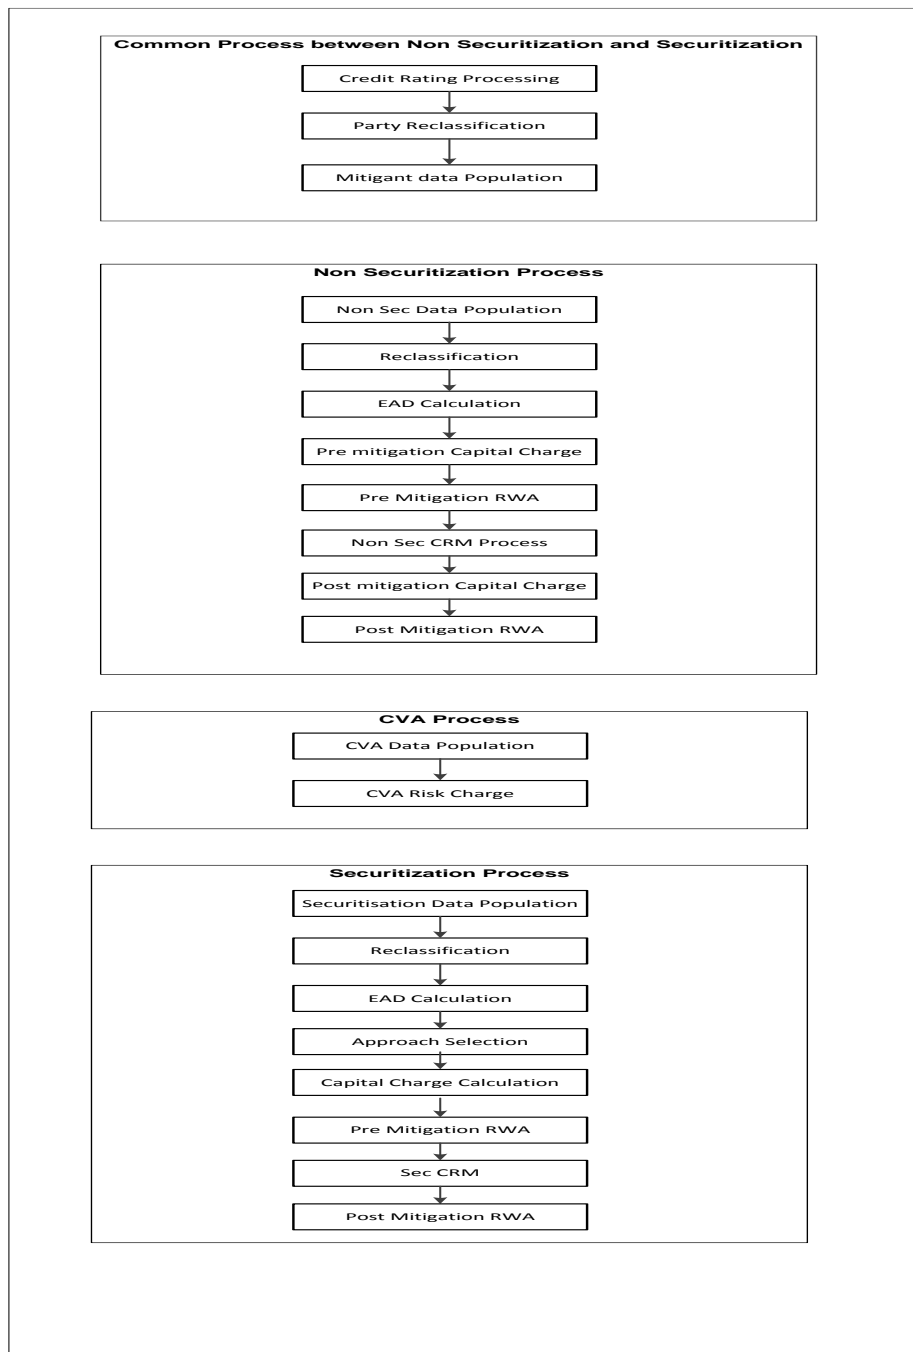 Common Process between Non Securitization and Securitization
Credit Rating Processing
Party Reclassification
Mitigant data Population
Non Securitization Process
Non Sec Data Population
Reclassification
EAD Calculation
Pre mitigation Capital Charge
Pre Mitigation RWA
Non Sec CRM Process
Post mitigation Capital Charge
Post Mitigation RWA
CVA Process
CVA Data Population
CVA Risk Charge
Securitization Process
Securitisation Data Population
Reclassification
EAD Calculation
Approach Selection
Capital Charge Calculation
Pre Mitigation RWA
Sec CRM
Post Mitigation RWA